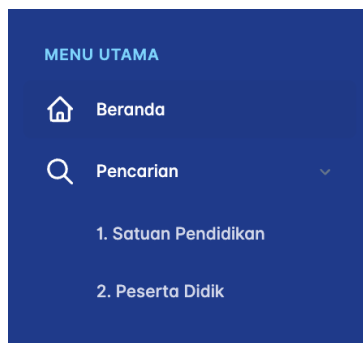 MENU UTAMA
Beranda
Pencarian
1. Satuan Pendidikan
2. Peserta Didik